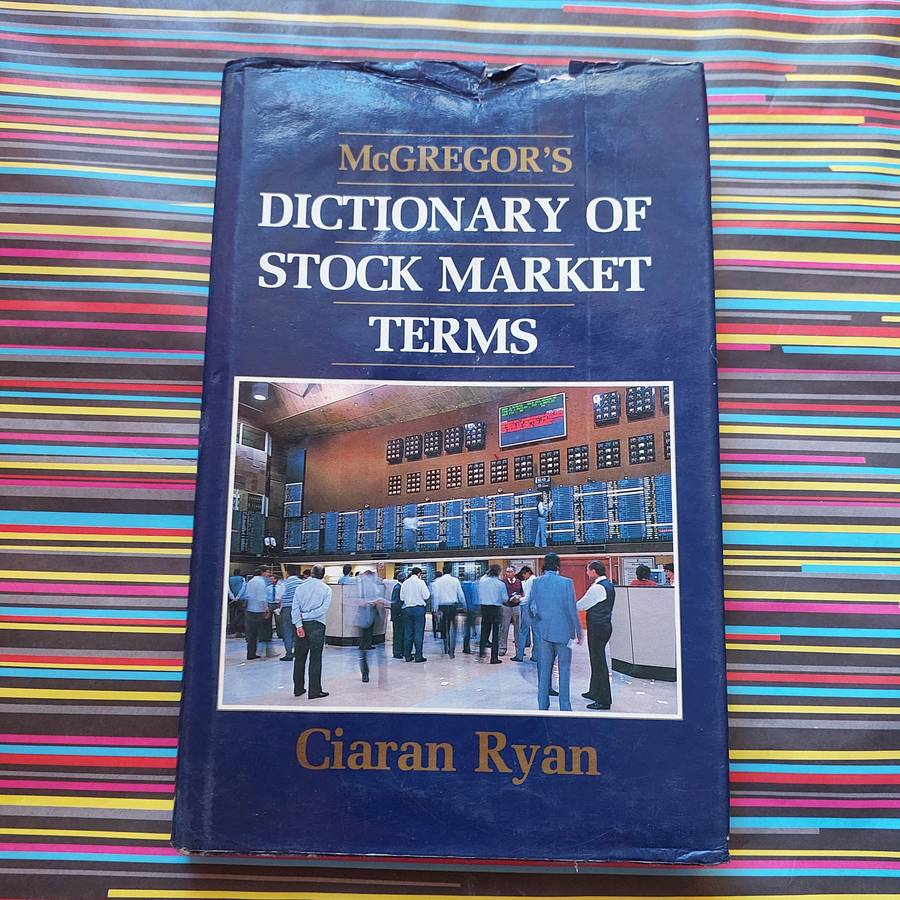 McGREGOR'S
DICTIONARY OF
STOCK MARKET
TERMS
Ciaran Ryan